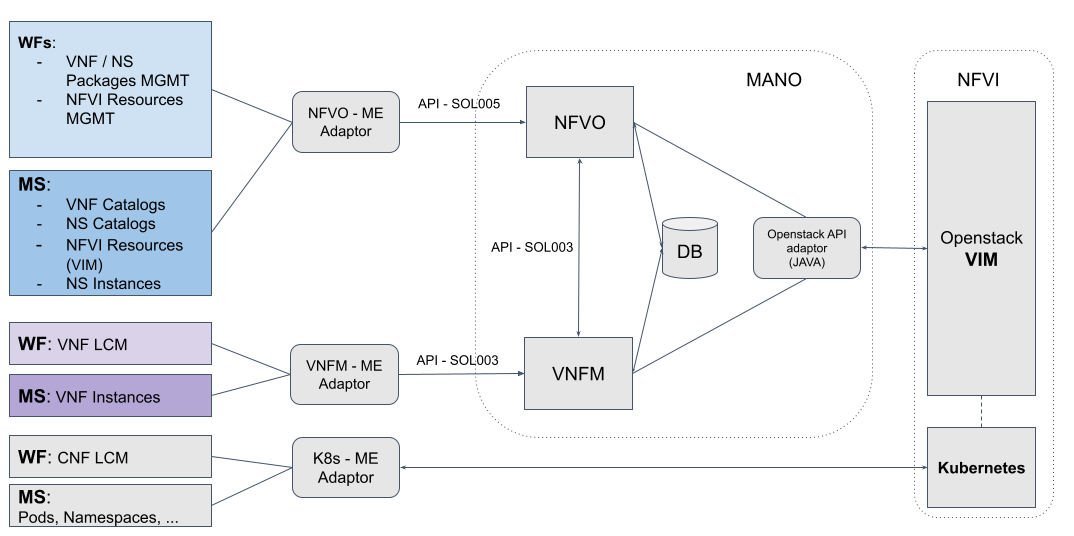 WFs:
- VNF / NS
Packages MGMT
- NFVI Resources
MGMT
MS:
- VNF Catalogs
- NS Catalogs
- NFVI Resources
(VIM)
- NS Instances
WF: VNF LCM
MS: VNF Instances
WF: CNF LCM
MS:
Pods, Namespaces, ...
NFVO - ME
Adaptor
VNFM - ME
Adaptor
K8s - ME
Adaptor
API - SOL005
API - SOL003
API - SOL003
MANO
NFVO
VNFM
DB
Openstack API
adaptor
(JAVA)
NFVI
Openstack
VIM
Kubernetes